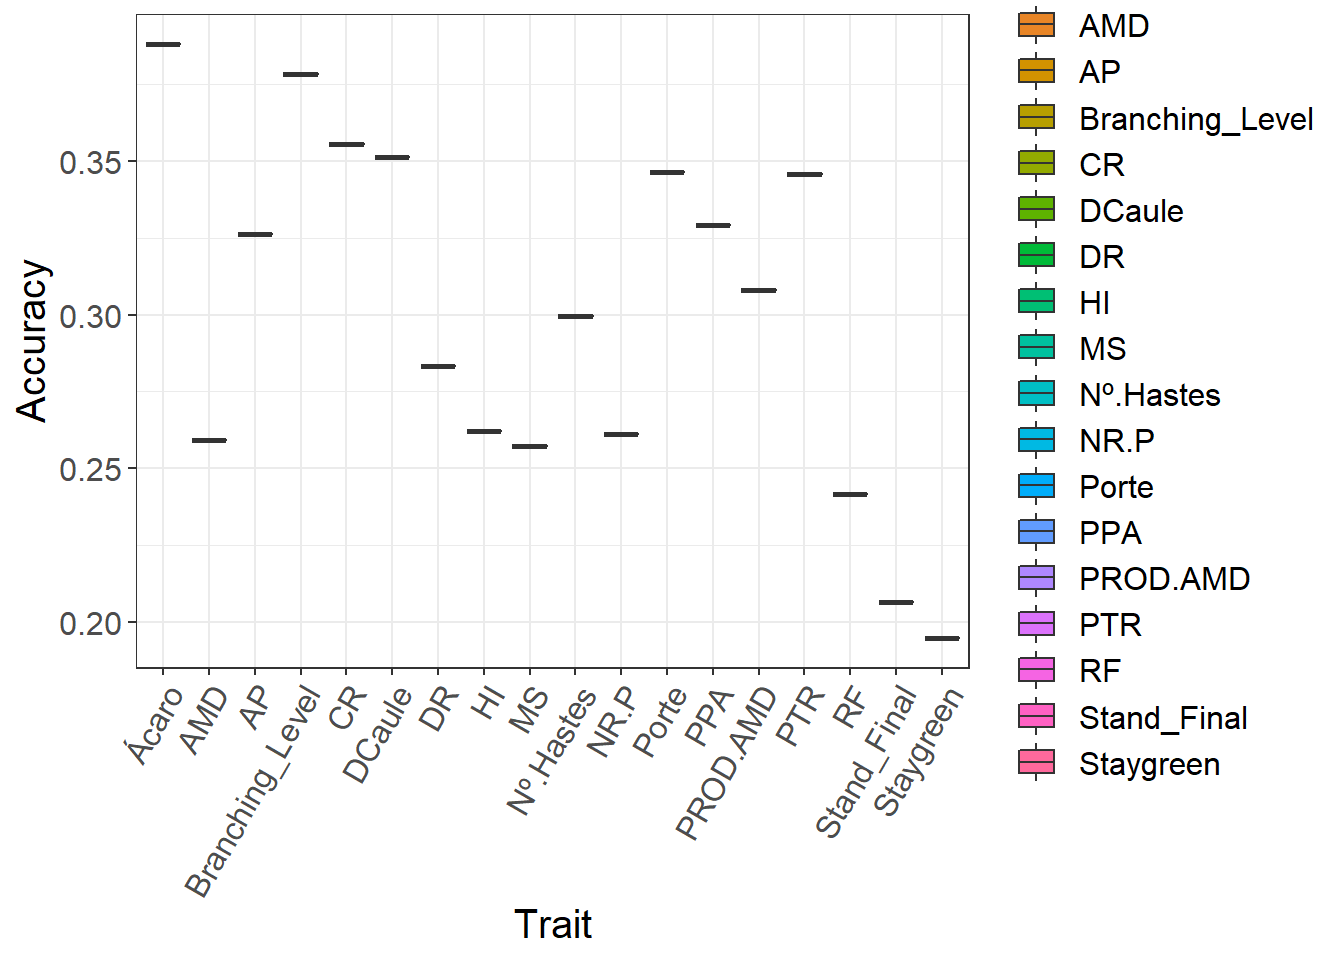 Accuracy
0.35
0.30
0.25
0.20
Ácaro
AMD
AP
Branching_Level
CR
DCaule
DR
HI
MS
Nº.Hastes
NR.P
Porte
PPA
PROD.AMD
PTR
RF
Stand_Final
Staygreen
Trait
AMD
AP
Branching_Level
CR
DCaule
DR
HI
MS
Nº.Hastes
NR.P
Porte
PPA
PROD.AMD
PTR
RF
Stand_Final
Staygreen